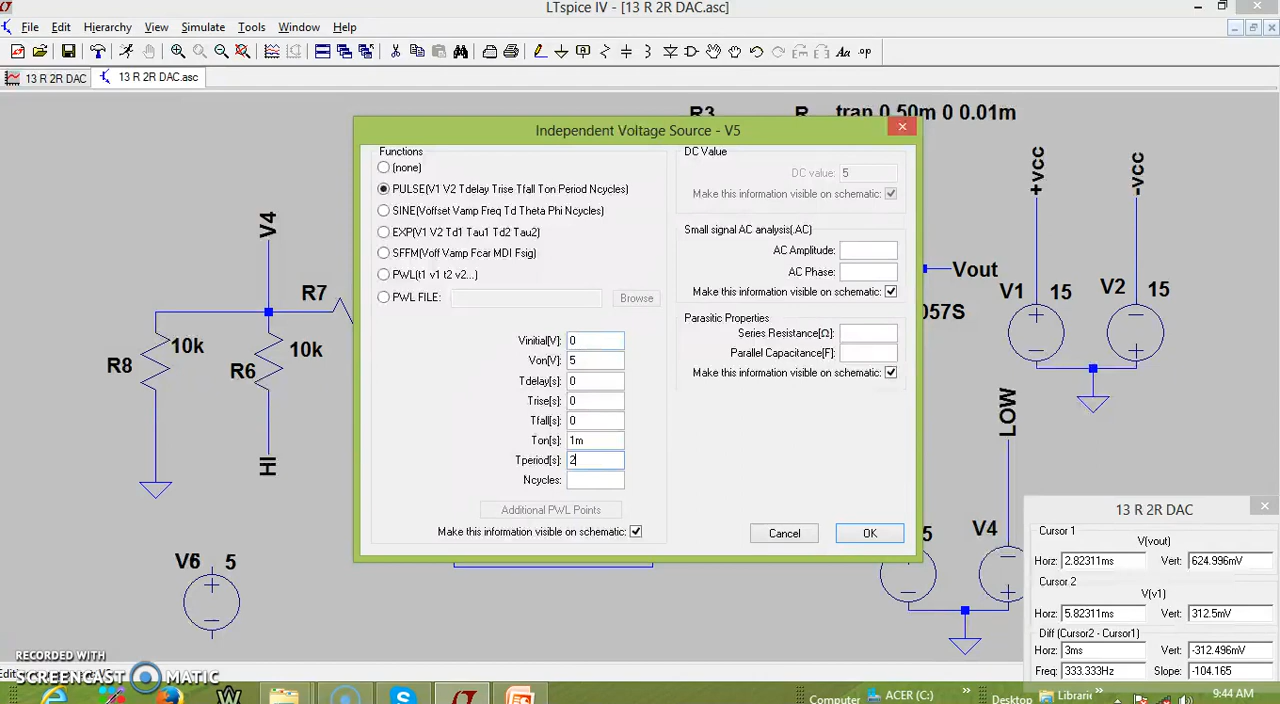 LTspice IV - [13 R 2R DAC.asc]
File Edit Hierarchy View Simulate Tools Window Help
13 R 2R DAC
13 R 2R DAC.asc
R3 R tran 0 50m 0 0.01m
Independent Voltage Source - V5
Functions
(none)
PULSE(V1 V2 Tdelay Trise Tfall Ton Period Ncycles)
SINE(Voffset Vamp Freq Td Theta Phi Ncycles)
EXP(V1 V2 Td1 Tau1 Td2 Tau2)
SFFM(Voff Vamp Fcar MDI Fsig)
PWL(t1 v1 t2 v2...)
PWL FILE: Browse
Vinitial[V]: 0
Von[V]: 5
Tdelay[s]: 0
Trise[s]: 0
Tfall[s]: 0
Ton[s]: 1m
Tperiod[s]: 2
Ncycles:
Additional PWL Points
Make this information visible on schematic:
DC Value
DC value: 5
Make this information visible on schematic:
Small signal AC analysis(.AC)
AC Amplitude:
AC Phase:
Make this information visible on schematic:
Parasitic Properties
Series Resistance[Ω]:
Parallel Capacitance[F]:
Make this information visible on schematic:
Cancel OK
V4
R7
R8 10k
R6 10k
HI
V6 5
+vcc
-vcc
Vout
V1 15
V2 15
057S
LOW
5 V4
13 R 2R DAC
Cursor 1
V(vout)
Horz: 2.82311ms Vert: 624.996mV
Cursor 2
V(v1)
Horz: 5.82311ms Vert: 312.5mV
Diff (Cursor2 - Cursor1)
Horz: 3ms Vert: -312.496mV
Freq: 333.333Hz Slope: -104.165
RECORDED WITH
SCREENCAST MATIC
Computer ACER (C:) » Desktop Librari » 9:44 AM